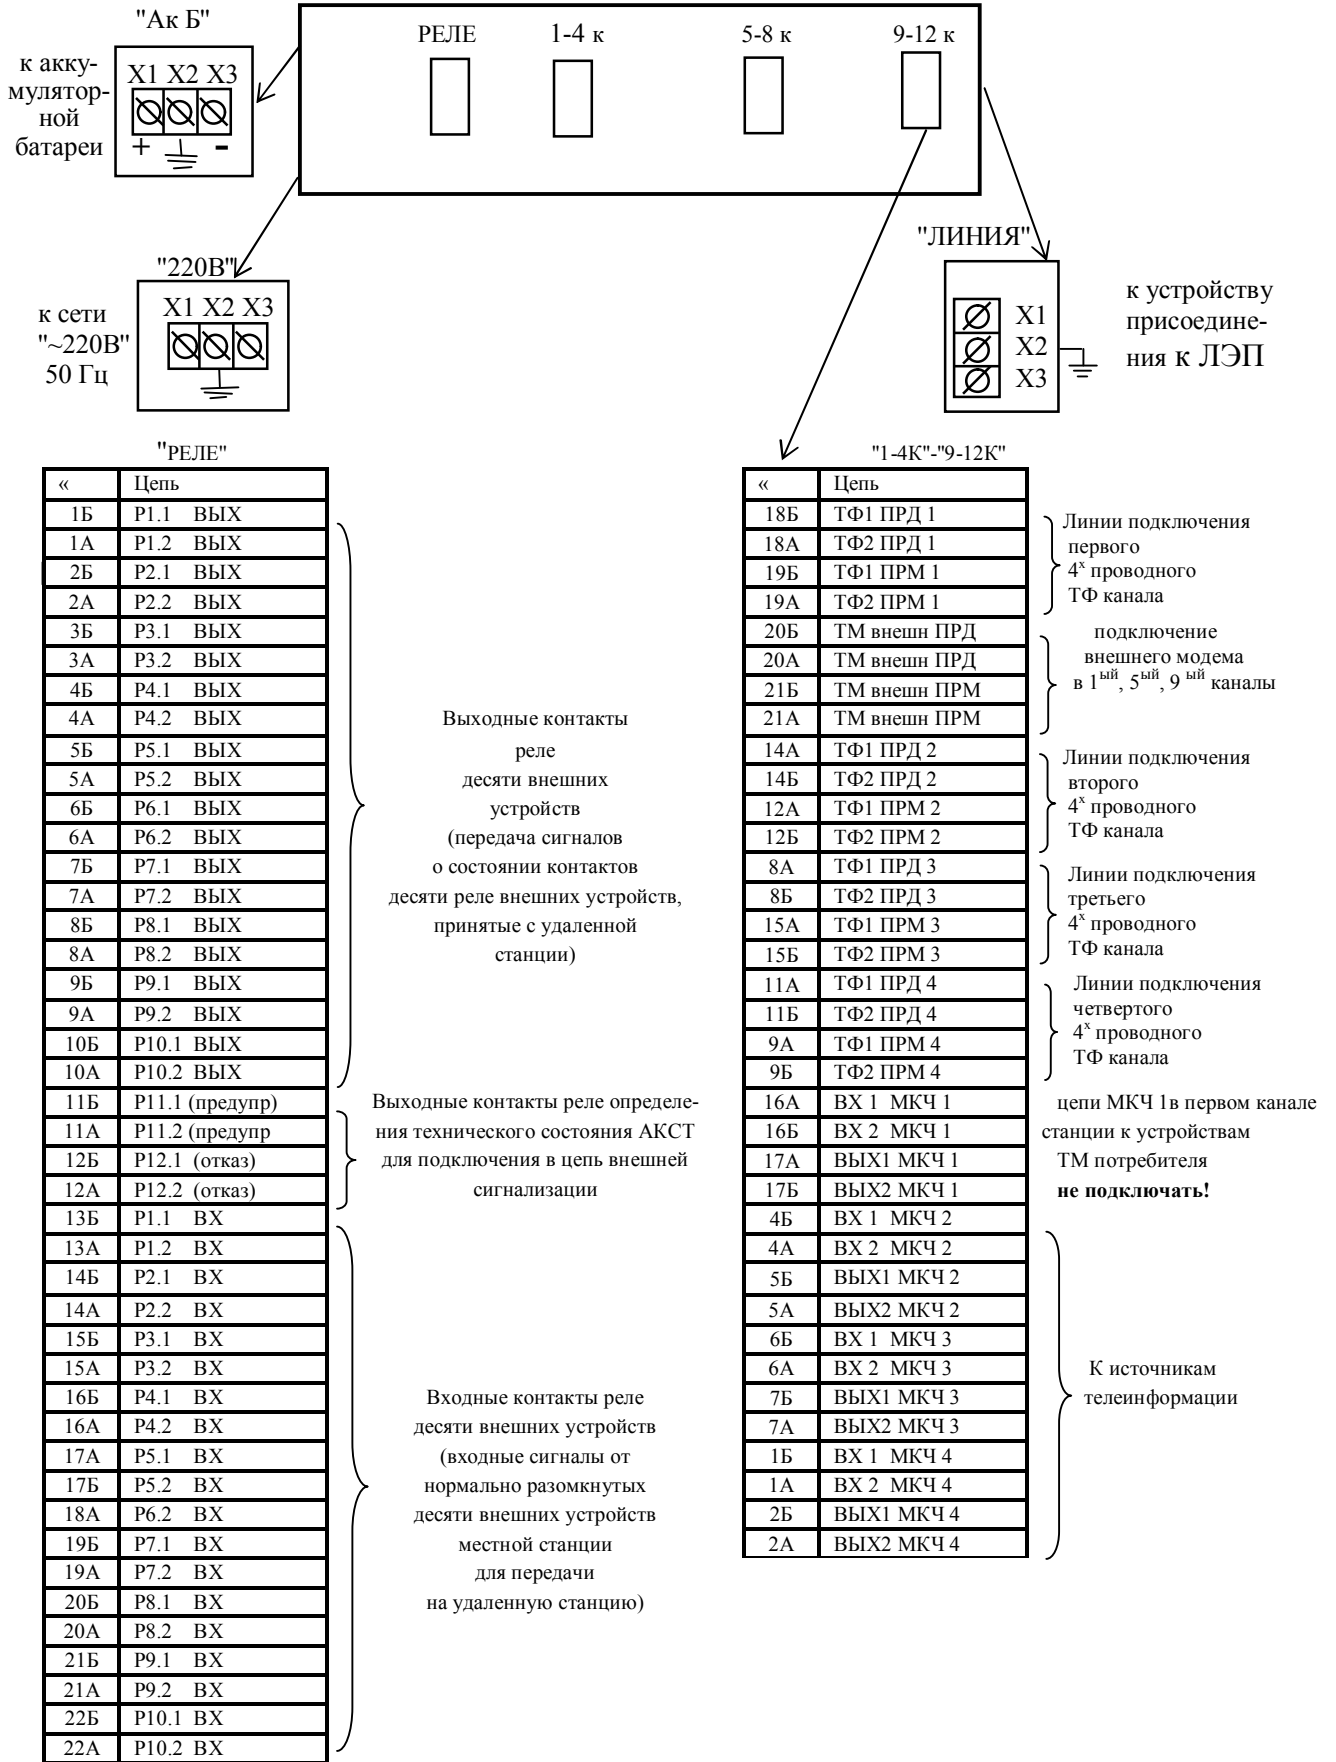 "Ак Б"
к акку-
мулятор-
ной
батареи
X1 X2 X3
+ -
РЕЛЕ 1-4 к 5-8 к 9-12 к
"220В"
к сети
"~220В"
50 Гц
X1 X2 X3
"ЛИНИЯ"
X1
X2
X3
к устройству
присоедине-
ния к ЛЭП
"РЕЛЕ"
« Цепь
1Б Р1.1 ВЫХ
1А Р1.2 ВЫХ
2Б Р2.1 ВЫХ
2А Р2.2 ВЫХ
3Б Р3.1 ВЫХ
3А Р3.2 ВЫХ
4Б Р4.1 ВЫХ
4А Р4.2 ВЫХ
5Б Р5.1 ВЫХ
5А Р5.2 ВЫХ
6Б Р6.1 ВЫХ
6А Р6.2 ВЫХ
7Б Р7.1 ВЫХ
7А Р7.2 ВЫХ
8Б Р8.1 ВЫХ
8А Р8.2 ВЫХ
9Б Р9.1 ВЫХ
9А Р9.2 ВЫХ
10Б Р10.1 ВЫХ
10А Р10.2 ВЫХ
11Б Р11.1 (предупр)
11А Р11.2 (предупр
12Б Р12.1 (отказ)
12А Р12.2 (отказ)
13Б Р1.1 ВХ
13А Р1.2 ВХ
14Б Р2.1 ВХ
14А Р2.2 ВХ
15Б Р3.1 ВХ
15А Р3.2 ВХ
16Б Р4.1 ВХ
16А Р4.2 ВХ
17А Р5.1 ВХ
17Б Р5.2 ВХ
18А Р6.2 ВХ
19Б Р7.1 ВХ
19А Р7.2 ВХ
20Б Р8.1 ВХ
20А Р8.2 ВХ
21Б Р9.1 ВХ
21А Р9.2 ВХ
22Б Р10.1 ВХ
22А Р10.2 ВХ
Выходные контакты
реле
десяти внешних
устройств
(передача сигналов
о состоянии контактов
десяти реле внешних устройств,
принятые с удаленной
станции)
Выходные контакты реле определе-
ния технического состояния АКСТ
для подключения в цепь внешней
сигнализации
Входные контакты реле
десяти внешних устройств
(входные сигналы от
нормально разомкнутых
десяти внешних устройств
местной станции
для передачи
на удаленную станцию)
"1-4К"-"9-12К"
« Цепь
18Б ТФ1 ПРД 1
18А ТФ2 ПРД 1
19Б ТФ1 ПРМ 1
19А ТФ2 ПРМ 1
20Б ТМ внешн ПРД
20А ТМ внешн ПРД
21Б ТМ внешн ПРМ
21А ТМ внешн ПРМ
14А ТФ1 ПРД 2
14Б ТФ2 ПРД 2
12А ТФ1 ПРМ 2
12Б ТФ2 ПРМ 2
8А ТФ1 ПРД 3
8Б ТФ2 ПРД 3
15А ТФ1 ПРМ 3
15Б ТФ2 ПРМ 3
11А ТФ1 ПРД 4
11Б ТФ2 ПРД 4
9А ТФ1 ПРМ 4
9Б ТФ2 ПРМ 4
16А ВХ 1 МКЧ 1
16Б ВХ 2 МКЧ 1
17А ВЫХ1 МКЧ 1
17Б ВЫХ2 МКЧ 1
4Б ВХ 1 МКЧ 2
4А ВХ 2 МКЧ 2
5Б ВЫХ1 МКЧ 2
5А ВЫХ2 МКЧ 2
6Б ВХ 1 МКЧ 3
6А ВХ 2 МКЧ 3
7Б ВЫХ1 МКЧ 3
7А ВЫХ2 МКЧ 3
1Б ВХ 1 МКЧ 4
1А ВХ 2 МКЧ 4
2Б ВЫХ1 МКЧ 4
2А ВЫХ2 МКЧ 4
Линии подключения
первого
4х проводного
ТФ канала
подключение
внешнего модема
в 1ый, 5ый, 9 ый каналы
Линии подключения
второго
4х проводного
ТФ канала
Линии подключения
третьего
4х проводного
ТФ канала
Линии подключения
четвертого
4х проводного
ТФ канала
цепи МКЧ 1в первом канале
станции к устройствам
ТМ потребителя
не подключать!
К источникам
телеинформации